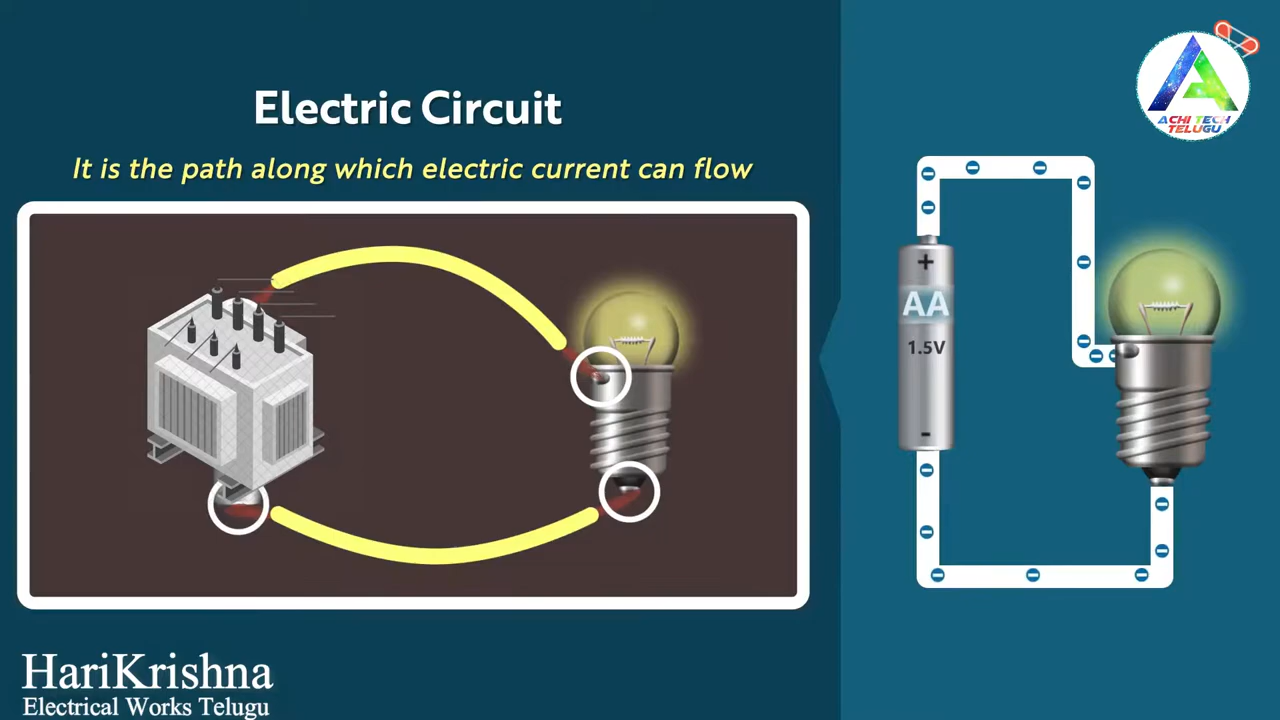 Electric Circuit
It is the path along which electric current can flow
ACHI TECH
TELUGU
+
AA
1.5V
-
HariKrishna
Electrical Works Telugu